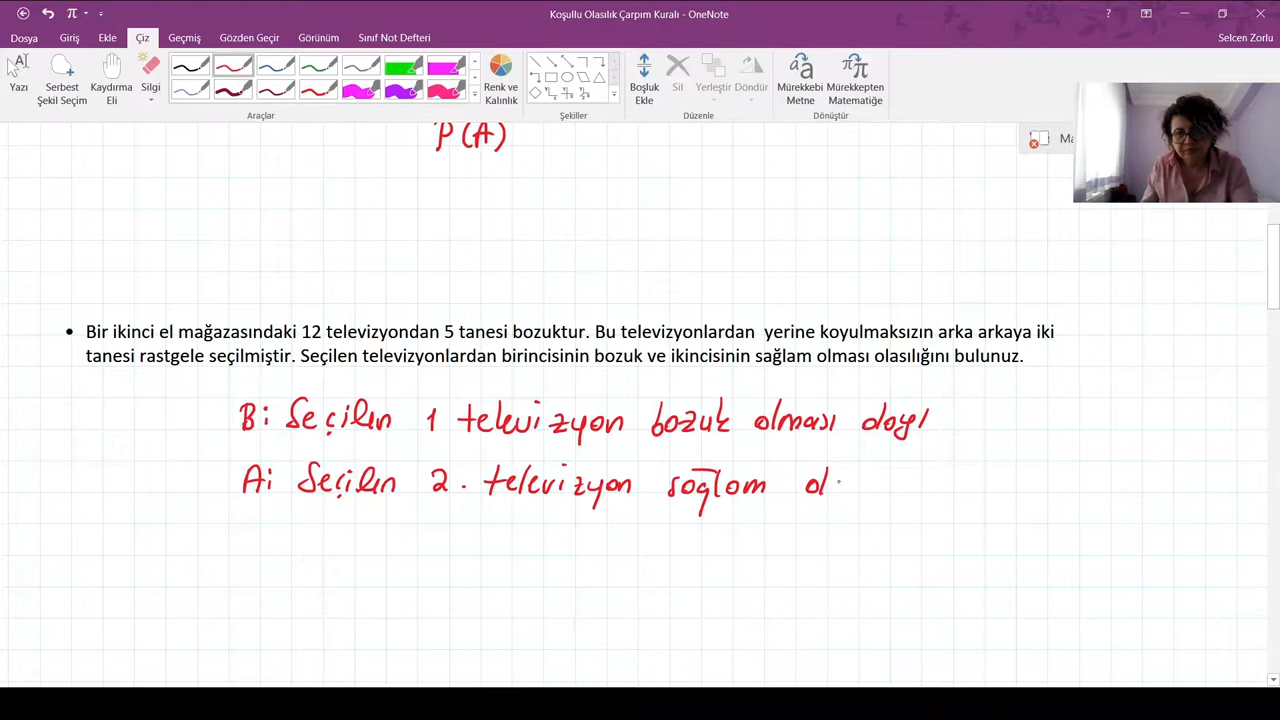 Koşullu Olasılık Çarpım Kuralı - OneNote
Dosya Giriş Ekle Çiz Geçmiş Gözden Geçir Görünüm Sınıf Not Defteri
Selcen Zorlu
Yazı Serbest Şekil Seçim Kaydırma Eli Silgi Renk ve Kalınlık Boşluk Ekle Sil Yerleştir Döndür Mürekkebi Metne Mürekkepten Matematiğe
Araçlar Şekiller Düzenle Dönüştür
P(A)
Ma
• Bir ikinci el mağazasındaki 12 televizyondan 5 tanesi bozuktur. Bu televizyonlardan yerine koyulmaksızın arka arkaya iki
tanesi rastgele seçilmiştir. Seçilen televizyonlardan birincisinin bozuk ve ikincisinin sağlam olması olasılığını bulunuz.
B: Seçilen 1 televizyon bozuk olması
A: Seçilen 2. televizyon sağlam ol